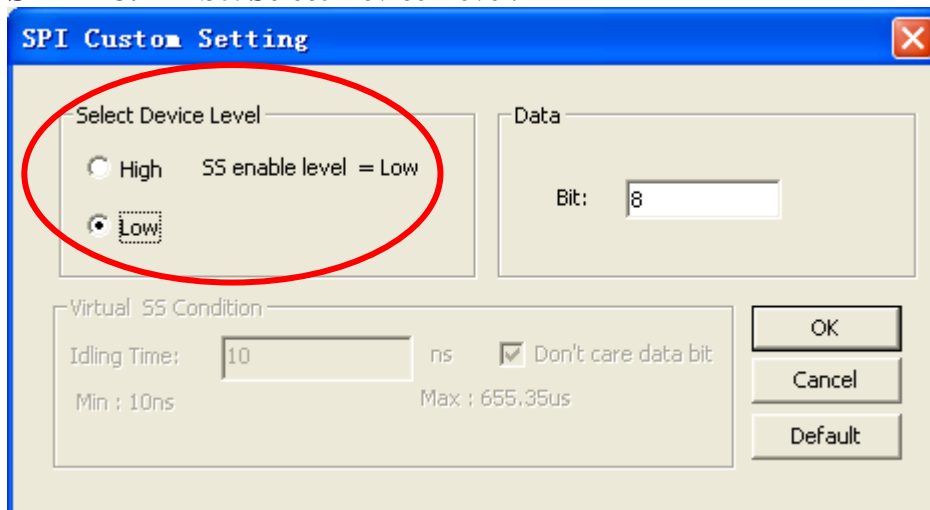 SPI Custom Setting
Select Device Level
High SS enable level = Low
Low
Data
Bit: 8
Virtual SS Condition
Idling Time: 10 ns Don't care data bit
Min : 10ns Max : 655.35us
OK
Cancel
Default